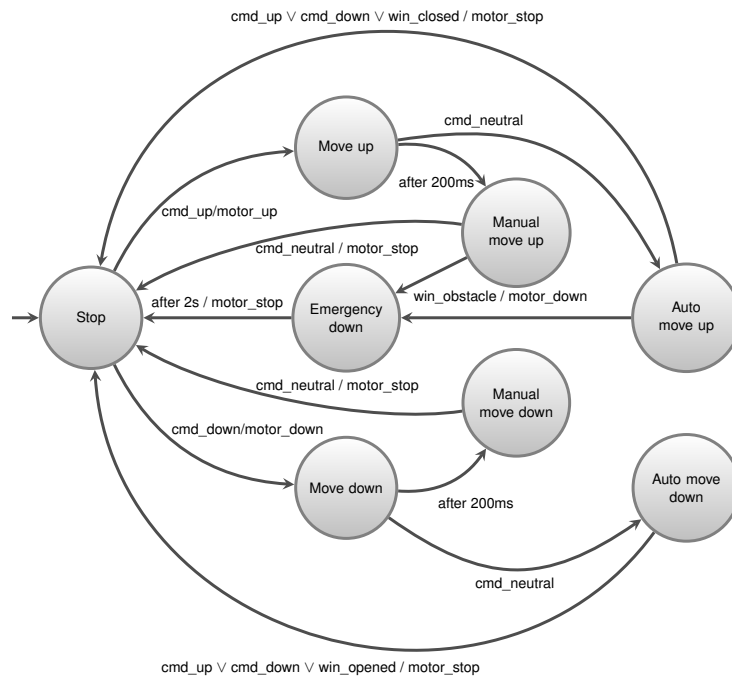 cmd_up ∨ cmd_down ∨ win_closed / motor_stop
cmd_neutral
Move up
after 200ms
cmd_up/motor_up
Manual
move up
cmd_neutral / motor_stop
after 2s / motor_stop
win_obstacle / motor_down
Stop
Emergency
down
Auto
move up
cmd_neutral / motor_stop
Manual
move down
cmd_down/motor_down
Move down
after 200ms
Auto move
down
cmd_neutral
cmd_up ∨ cmd_down ∨ win_opened / motor_stop